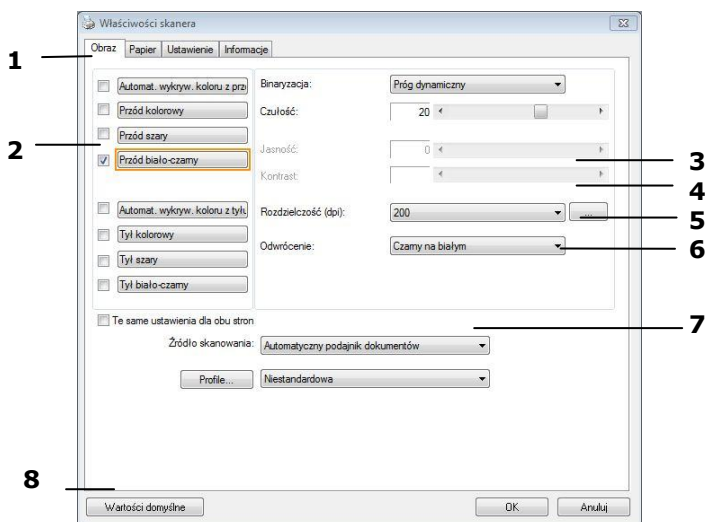 Właściwości skanera
Obraz Papier Ustawienie Informacje
1
Automat. wykryw. koloru z prz
Binaryzacja: Próg dynamiczny
Przód kolorowy
Czułość: 20
Przód szary
2
Przód biało-czarny
Jasność: 0
3
Kontrast:
4
Automat. wykryw. koloru z tyłu
Rozdzielczość (dpi): 200 ...
5
Tył kolorowy
Odwrócenie: Czarny na białym
6
Tył szary
Tył biało-czarny
Te same ustawienia dla obu stron
7
Źródło skanowania: Automatyczny podajnik dokumentów
Profile... Niestandardowa
8
Wartości domyślne OK Anuluj